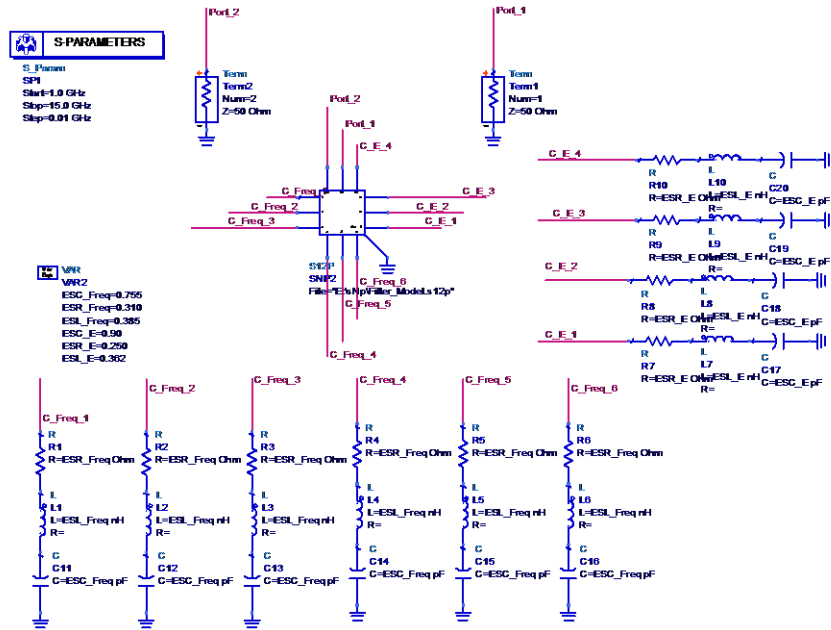 Port_2
Port_1
S-PARAMETERS
S_Param
SP1
Start=1.0 GHz
Stop=15.0 GHz
Step=0.01 GHz
Term
Term2
Num=2
Z=50 Ohm
Term
Term1
Num=1
Z=50 Ohm
Port_2
Port_1
C_E_4
C_Freq
C_Freq_2
C_Freq_3
C_E_3
C_E_2
C_E_1
S12P
SNP2
C_Freq_6
C_Freq_5
C_Freq_4
VAR
VAR2
ESC_Freq=0.755
ESR_Freq=0.310
ESL_Freq=0.385
ESC_E=0.90
ESR_E=0.250
ESL_E=0.362
C_E_4
R
R10
R=ESR_E Ohm
L
L10
L=ESL_E nH
R=
C
C20
C=ESC_E pF
C_E_3
R
R9
R=ESR_E Ohm
L
L9
L=ESL_E nH
R=
C
C19
C=ESC_E pF
C_E_2
R
R8
R=ESR_E Ohm
L
L8
L=ESL_E nH
R=
C
C18
C=ESC_E pF
C_E_1
R
R7
R=ESR_E Ohm
L
L7
L=ESL_E nH
R=
C
C17
C=ESC_E pF
C_Freq_1
R
R1
R=ESR_Freq Ohm
L
L1
L=ESL_Freq nH
R=
C
C11
C=ESC_Freq pF
C_Freq_2
R
R2
R=ESR_Freq Ohm
L
L2
L=ESL_Freq nH
R=
C
C12
C=ESC_Freq pF
C_Freq_3
R
R3
R=ESR_Freq Ohm
L
L3
L=ESL_Freq nH
R=
C
C13
C=ESC_Freq pF
C_Freq_4
R
R4
R=ESR_Freq Ohm
L
L4
L=ESL_Freq nH
R=
C
C14
C=ESC_Freq pF
C_Freq_5
R
R5
R=ESR_Freq Ohm
L
L5
L=ESL_Freq nH
R=
C
C15
C=ESC_Freq pF
C_Freq_6
R
R6
R=ESR_Freq Ohm
L
L6
L=ESL_Freq nH
R=
C
C16
C=ESC_Freq pF